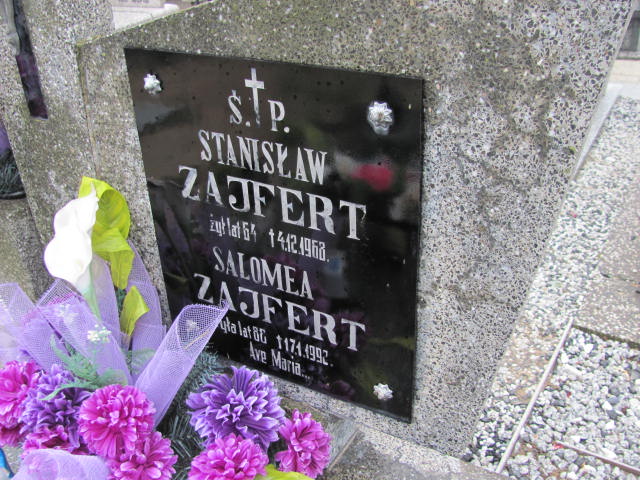 Ś. † P.
STANISŁAW
ZAJFERT
żył lat 64 † 4.12.1968.
SALOMEA
ZAJFERT
żyła lat 86 † 17.1.1992.
Ave Maria...